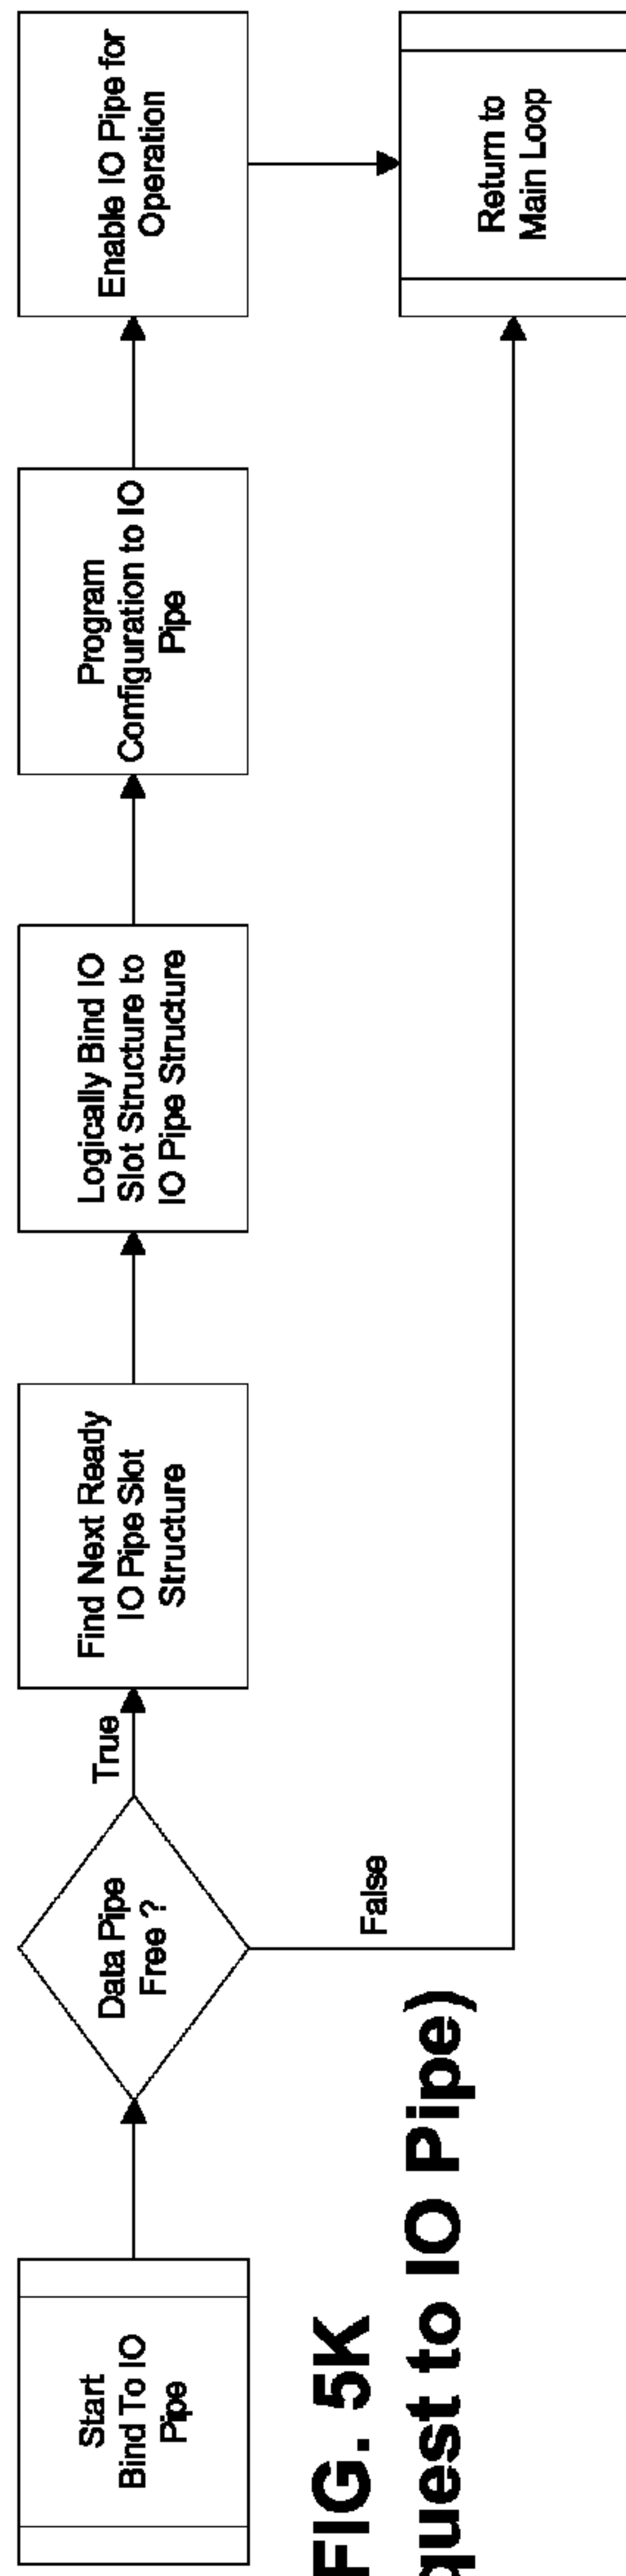 Start
Bind To IO
Pipe
Data Pipe
Free ?
True
False
Find Next Ready
IO Pipe Slot
Structure
Logically Bind IO
Slot Structure to
IO Pipe Structure
Program
Configuration to IO
Pipe
Enable IO Pipe for
Operation
Return to
Main Loop
FIG. 5K
to IO Pipe)